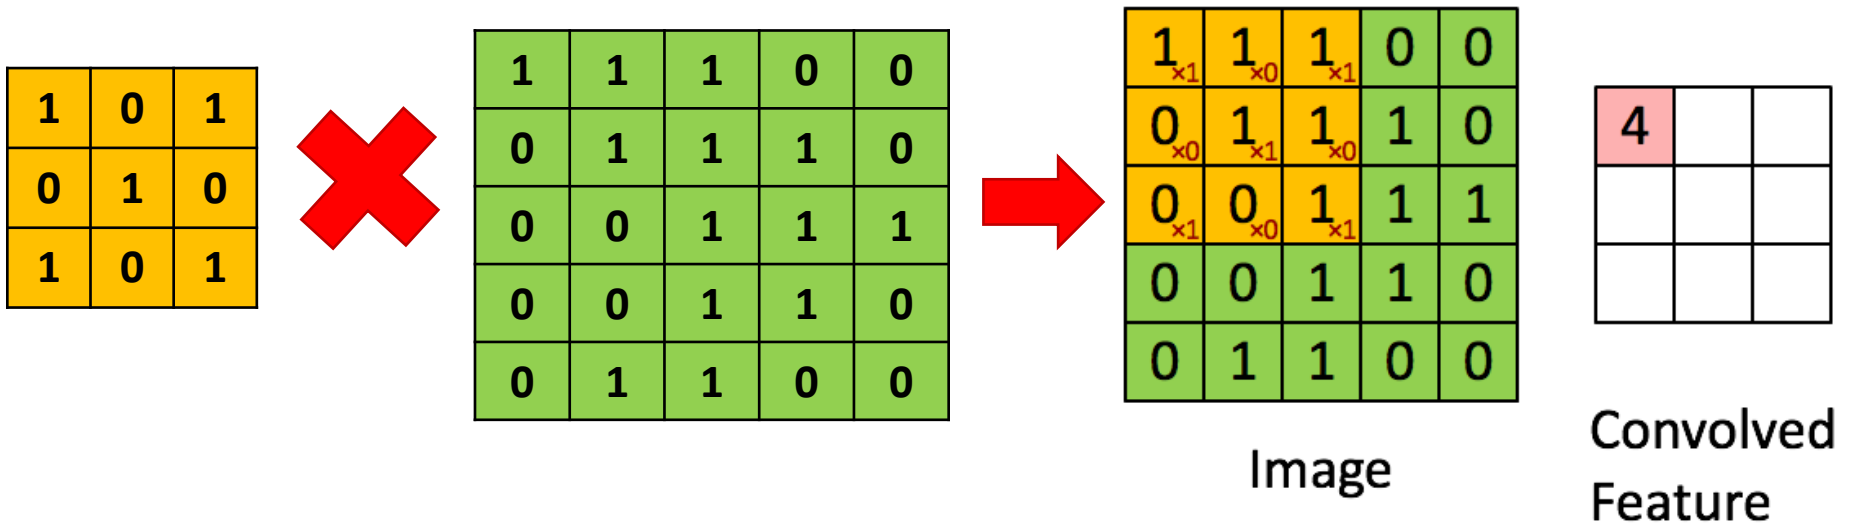 1 0 1
0 1 0
1 0 1
1 1 1 0 0
0 1 1 1 0
0 0 1 1 1
0 0 1 1 0
0 1 1 0 0
1×1 1×0 1×1 0 0
0×0 1×1 1×0 1 0
0×1 0×0 1×1 1 1
0 0 1 1 0
0 1 1 0 0
Image
4
Convolved
Feature